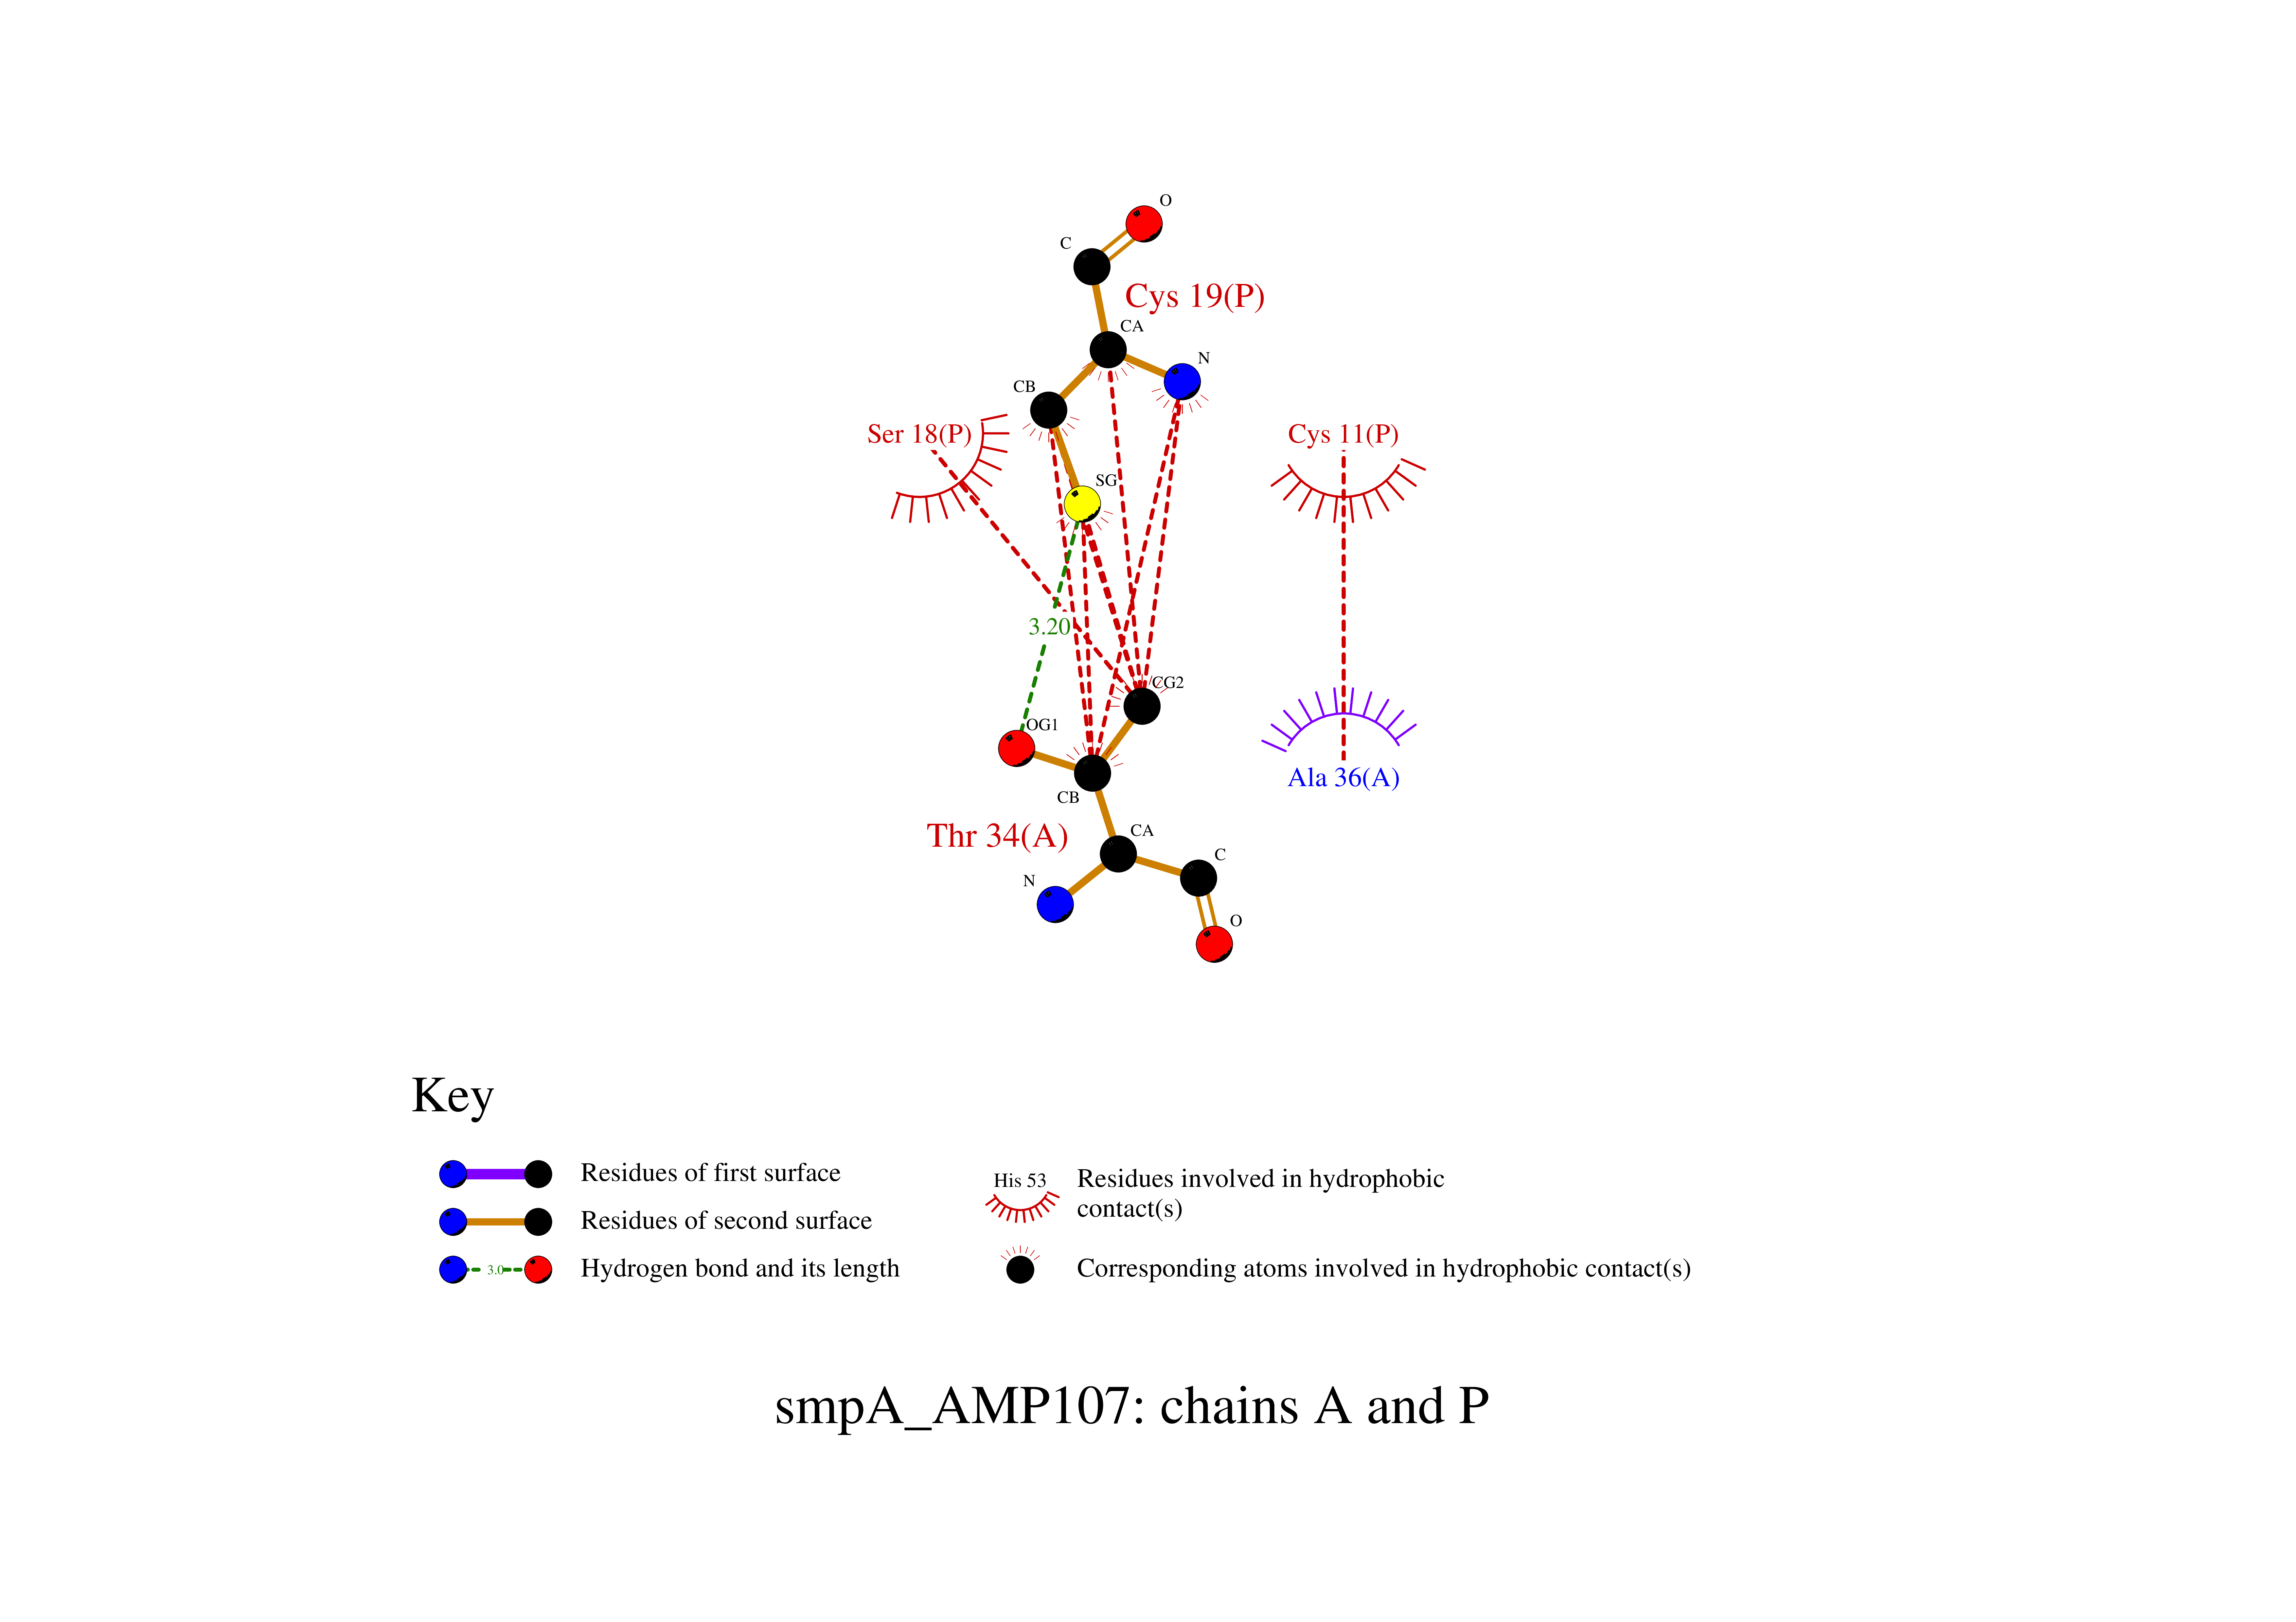 O
C
Cys 19(P)
CA
N
CB
Ser 18(P)
Cys 11(P)
SG
3.20
CG2
OG1
Ala 36(A)
CB
Thr 34(A)
CA
C
N
O
Key
Residues of first surface
Residues of second surface
3.0
Hydrogen bond and its length
His 53
Residues involved in hydrophobic
contact(s)
Corresponding atoms involved in hydrophobic contact(s)
smpA_AMP107: chains A and P